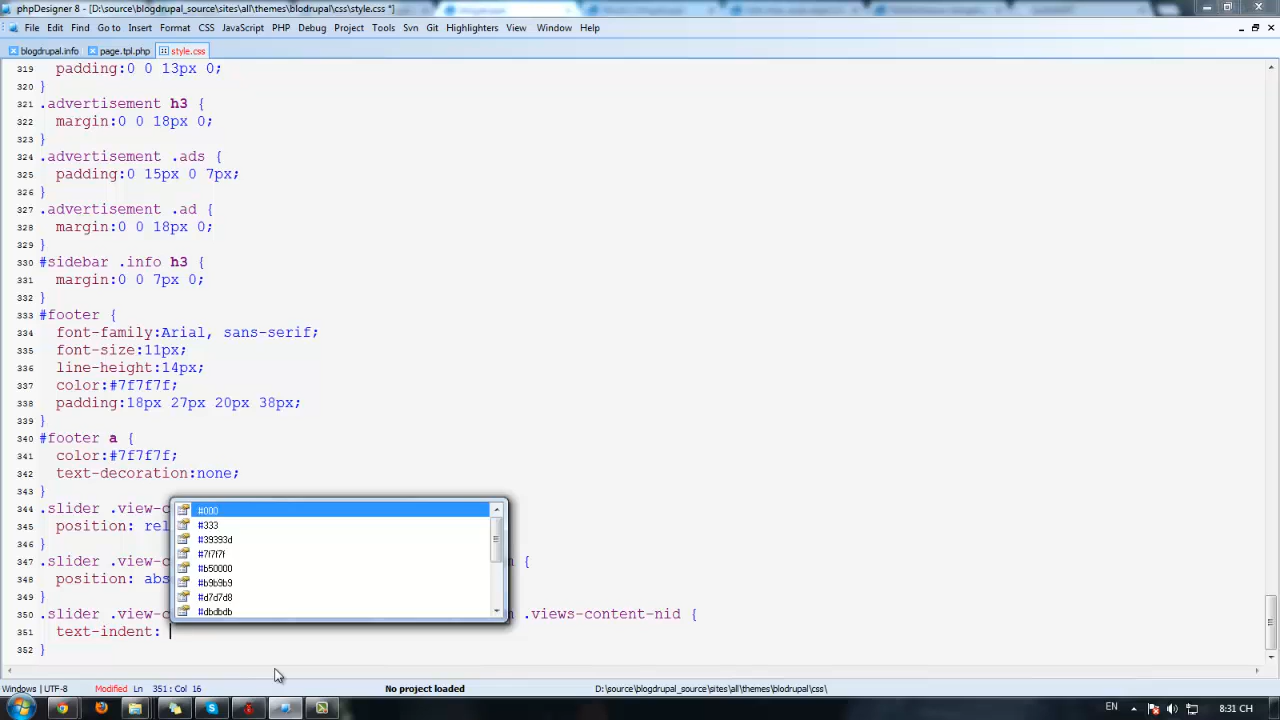 phpDesigner 8 - [D:\source\blogdrupal_source\sites\all\themes\blodrupal\css\style.css *]
File Edit Find Go to Insert Format CSS JavaScript PHP Debug Project Tools Svn Git Highlighters View Window Help
blogdrupal.info page.tpl.php style.css
319 padding:0 0 13px 0;
320 }
321 .advertisement h3 {
322 margin:0 0 18px 0;
323 }
324 .advertisement .ads {
325 padding:0 15px 0 7px;
326 }
327 .advertisement .ad {
328 margin:0 0 18px 0;
329 }
330 #sidebar .info h3 {
331 margin:0 0 7px 0;
332 }
333 #footer {
334 font-family:Arial, sans-serif;
335 font-size:11px;
336 line-height:14px;
337 color:#7f7f7f;
338 padding:18px 27px 20px 38px;
339 }
340 #footer a {
341 color:#7f7f7f;
342 text-decoration:none;
343 }
344 .slider .view-c
345 position: rel
346 }
347 .slider .view-c n {
348 position: abs
349 }
350 .slider .view-c n .views-content-nid {
351 text-indent:
352 }
#000
#333
#39393d
#7f7f7f
#b50000
#b9b9b9
#d7d7d8
#dbdbdb
Windows | UTF-8 Modified Ln 351 : Col 16 No project loaded D:\source\blogdrupal_source\sites\all\themes\blodrupal\css\
EN 8:31 CH